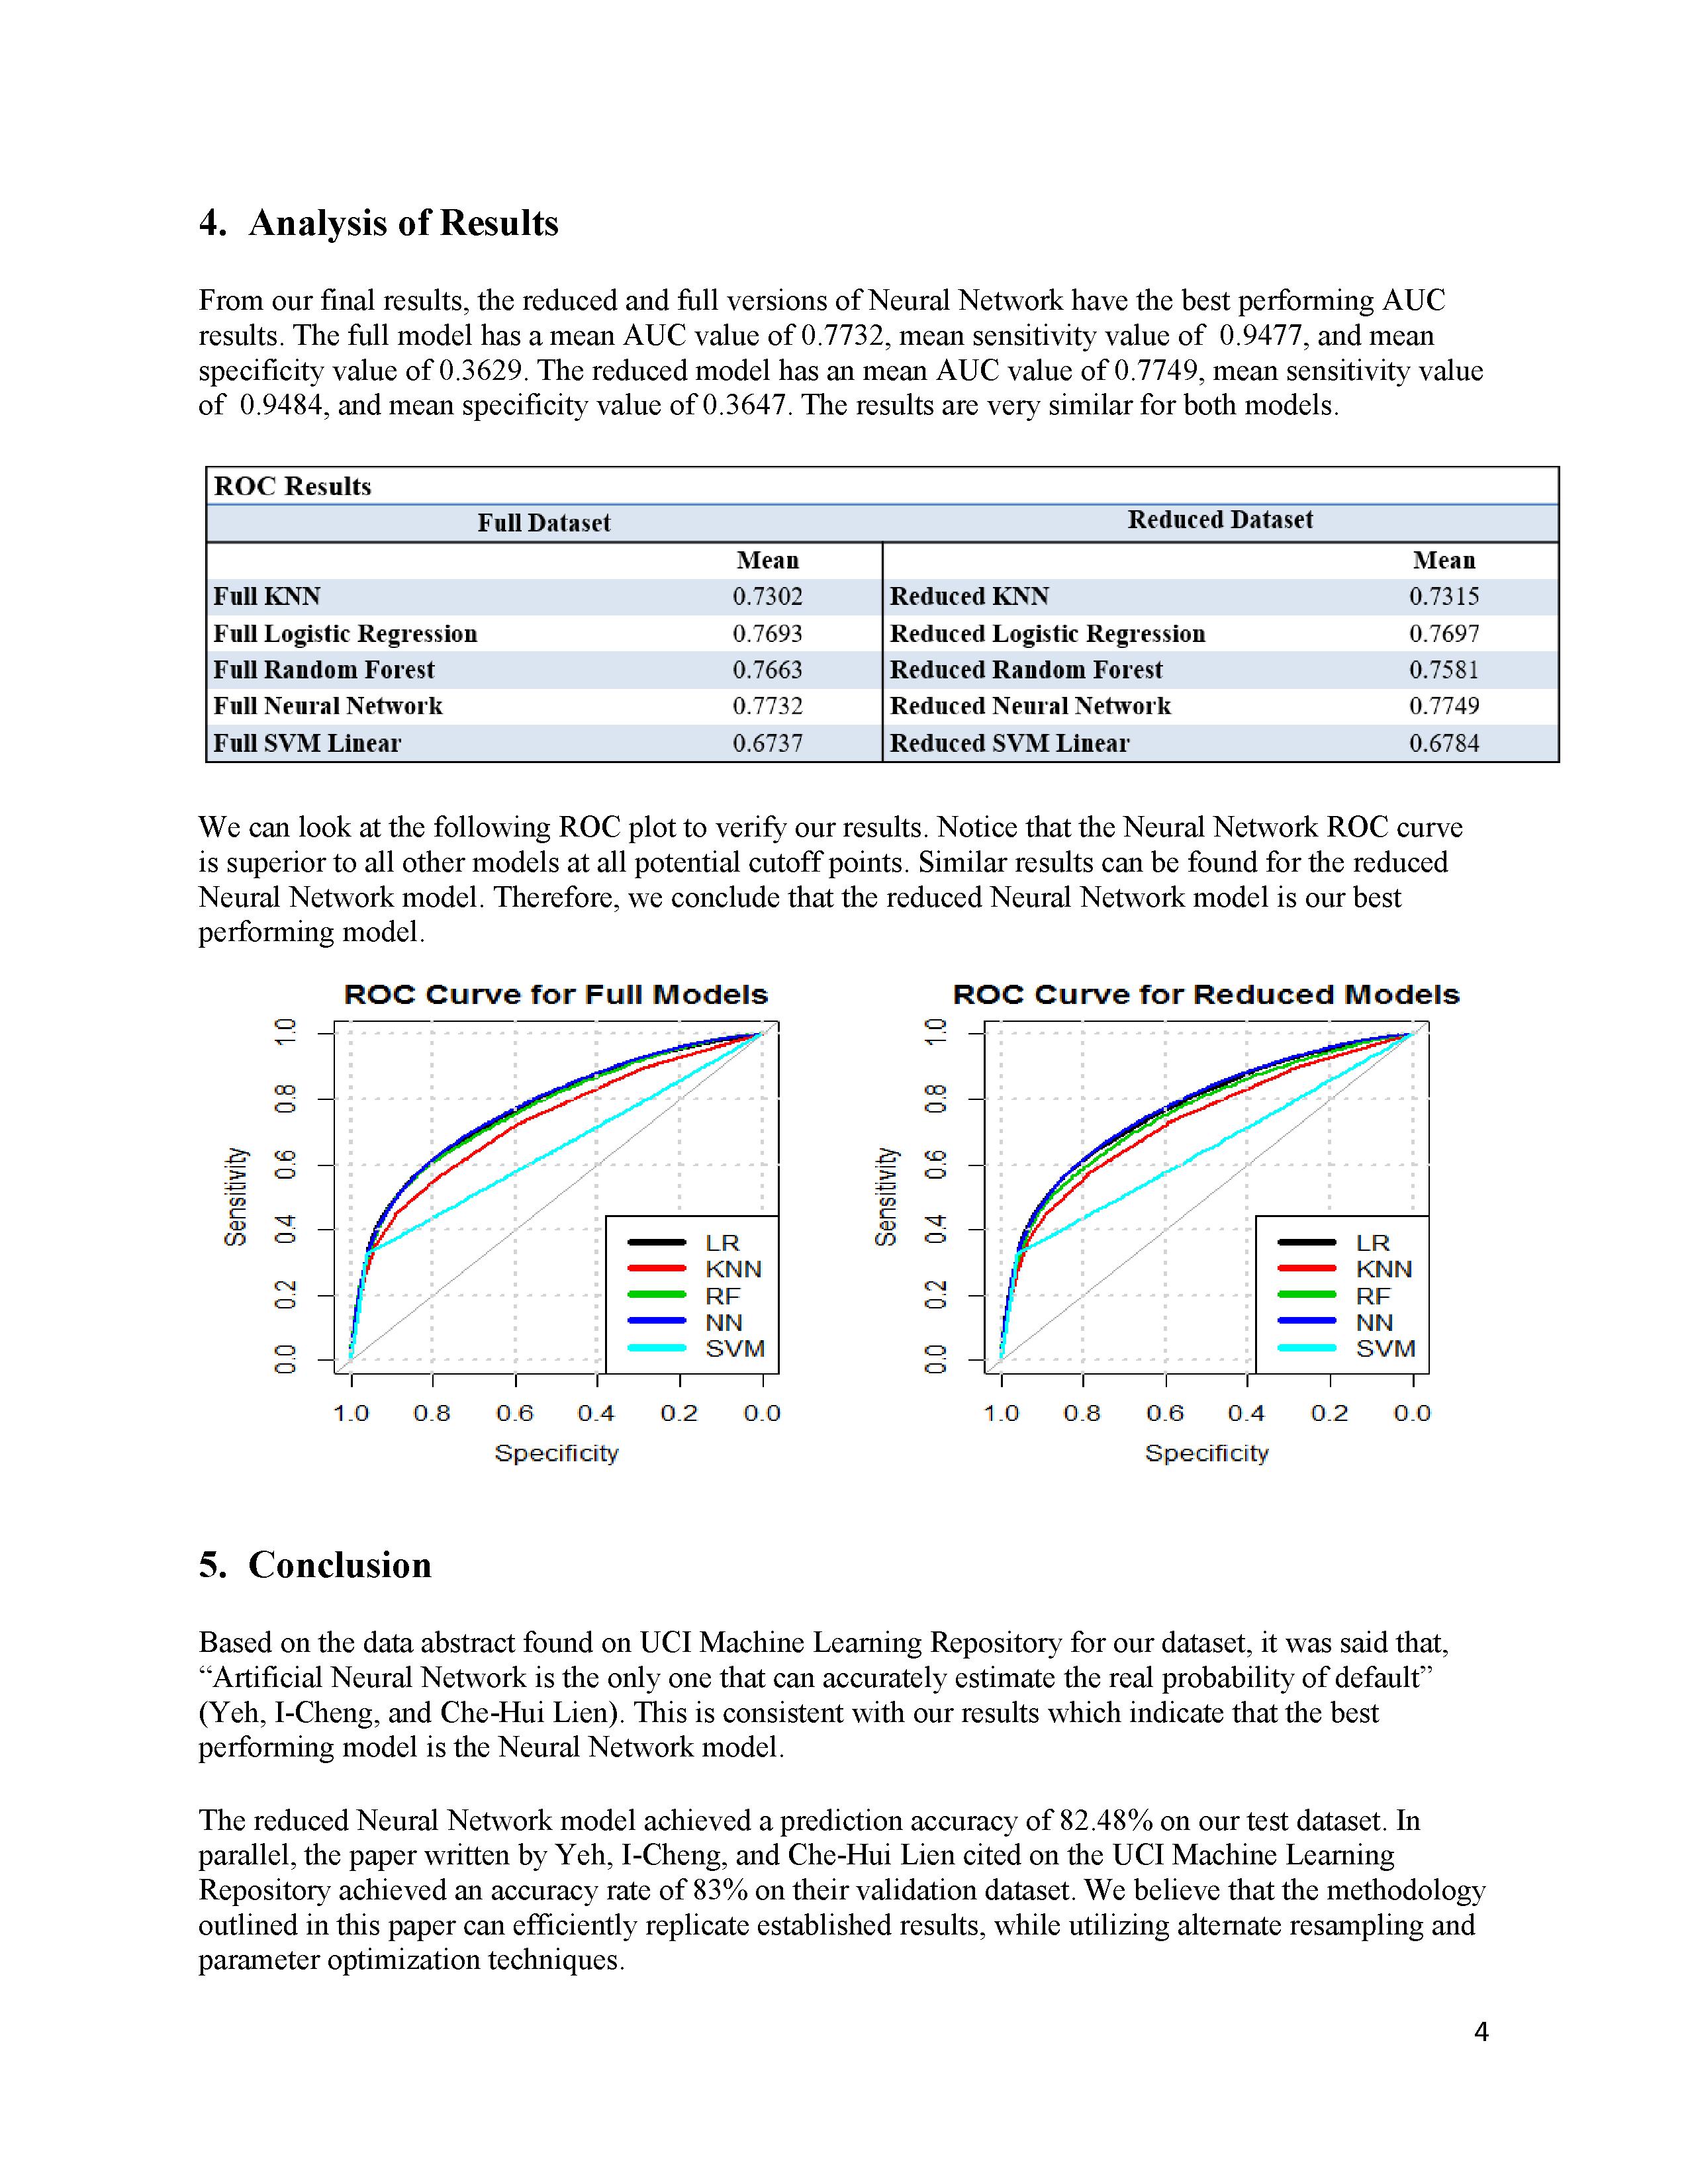 4. Analysis of Results
From our final results, the reduced and full versions of Neural Network have the best performing AUC
results. The full model has a mean AUC value of 0.7732, mean sensitivity value of  0.9477, and mean
specificity value of 0.3629. The reduced model has an mean AUC value of 0.7749, mean sensitivity value
of  0.9484, and mean specificity value of 0.3647. The results are very similar for both models.
ROC Results
Full Dataset Reduced Dataset
Mean Mean
Full KNN 0.7302 Reduced KNN 0.7315
Full Logistic Regression 0.7693 Reduced Logistic Regression 0.7697
Full Random Forest 0.7663 Reduced Random Forest 0.7581
Full Neural Network 0.7732 Reduced Neural Network 0.7749
Full SVM Linear 0.6737 Reduced SVM Linear 0.6784
We can look at the following ROC plot to verify our results. Notice that the Neural Network ROC curve
is superior to all other models at all potential cutoff points. Similar results can be found for the reduced
Neural Network model. Therefore, we conclude that the reduced Neural Network model is our best
performing model.
ROC Curve for Full Models
Sensitivity
1.0
0.8
0.6
0.4
0.2
0.0
LR
KNN
RF
NN
SVM
1.0 0.8 0.6 0.4 0.2 0.0
Specificity
ROC Curve for Reduced Models
Sensitivity
1.0
0.8
0.6
0.4
0.2
0.0
LR
KNN
RF
NN
SVM
1.0 0.8 0.6 0.4 0.2 0.0
Specificity
5. Conclusion
Based on the data abstract found on UCI Machine Learning Repository for our dataset, it was said that,
“Artificial Neural Network is the only one that can accurately estimate the real probability of default”
(Yeh, I-Cheng, and Che-Hui Lien). This is consistent with our results which indicate that the best
performing model is the Neural Network model.
The reduced Neural Network model achieved a prediction accuracy of 82.48% on our test dataset. In
parallel, the paper written by Yeh, I-Cheng, and Che-Hui Lien cited on the UCI Machine Learning
Repository achieved an accuracy rate of 83% on their validation dataset. We believe that the methodology
outlined in this paper can efficiently replicate established results, while utilizing alternate resampling and
parameter optimization techniques.
4